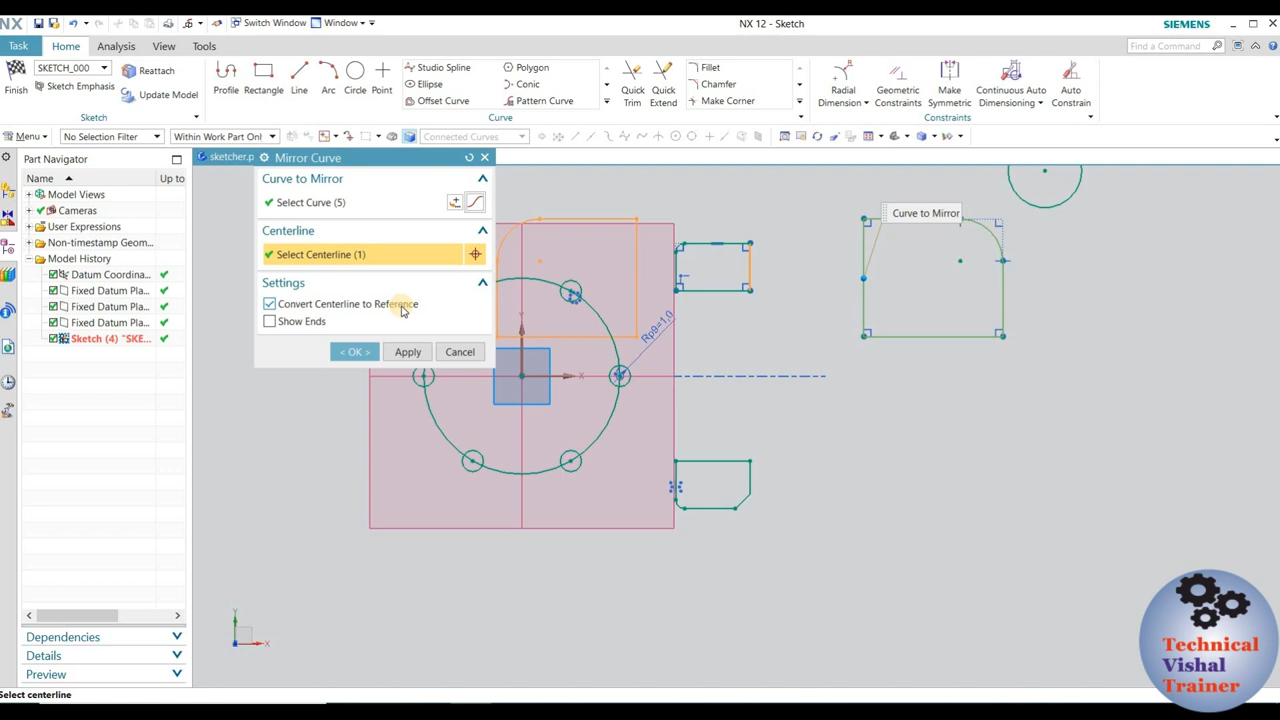 NX
Switch Window
Window
NX 12 - Sketch
SIEMENS
Task
Home
Analysis
View
Tools
Find a Command
SKETCH_000
Reattach
Sketch Emphasis
Update Model
Finish
Sketch
Profile
Rectangle
Line
Arc
Circle
Point
Studio Spline
Polygon
Ellipse
Conic
Offset Curve
Pattern Curve
Curve
Quick
Trim
Quick
Extend
Fillet
Chamfer
Make Corner
Radial
Dimension
Geometric
Constraints
Make
Symmetric
Continuous Auto
Dimensioning
Auto
Constrain
Constraints
Menu
No Selection Filter
Within Work Part Onl
Connected Curves
Part Navigator
Name
Up to
Model Views
Cameras
User Expressions
Non-timestamp Geom...
Model History
Datum Coordina...
Fixed Datum Pla...
Fixed Datum Pla...
Fixed Datum Pla...
Sketch (4) "SKE...
Dependencies
Details
Preview
sketcher.p
Mirror Curve
Curve to Mirror
Select Curve (5)
Centerline
Select Centerline (1)
Settings
Convert Centerline to Reference
Show Ends
< OK >
Apply
Cancel
Curve to Mirror
Rp9=1,0
Y
X
Y
X
Technical
Vishal
Trainer
Select centerline